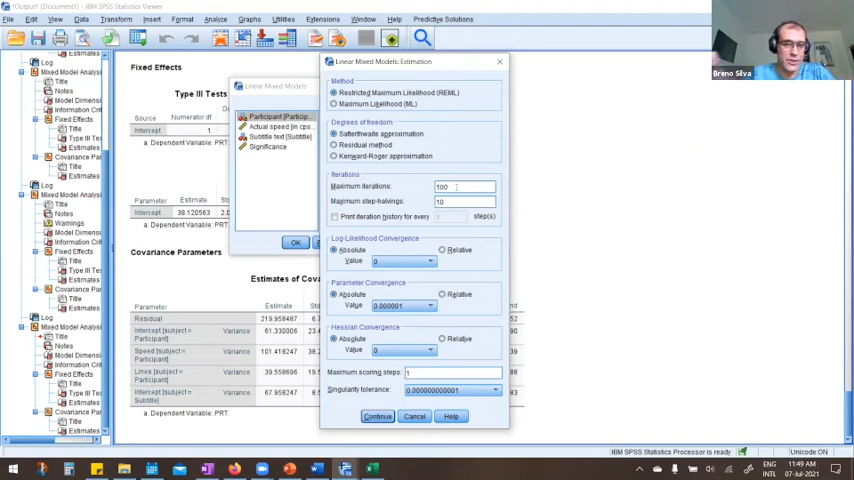 *Output1 [Document1] - IBM SPSS Statistics Viewer
File Edit View Data Transform Insert Format Analyze Graphs Utilities Extensions Window Help Predictive Solutions
Estimates
Log
Mixed Model Analysis
Title
Notes
Model Dimension
Information Crit
Fixed Effects
Type III Tes
Estimates
Covariance Para
Estimates
Log
Mixed Model Analys
Title
Notes
Warnings
Model Dimension
Information Crite
Fixed Effects
Type III Te
Estimates
Covariance Par
Estimates
Log
Mixed Model Analy
Title
Notes
Model Dimension
Information Crit
Fixed Effects
Type III Tes
Estimates
Covariance Par
Estimates
Fixed Effects
Type III Tests
Source Numerator df
Intercept 1
a. Dependent Variable: PRT.
Parameter Estimate
Intercept 38.120563
a. Dependent Variable: PRT.
Covariance Parameters
Estimates of Cova
Parameter Estimate
Residual 219.958487
Intercept [subject = Participant] Variance 61.330006
Speed [subject = Participant] Variance 101.418247
Lines [subject = Participant] Variance 39.558696
Intercept [subject = Subtitle] Variance 67.958247
a. Dependent Variable: PRT.
Linear Mixed Models
Participant [Particip...
Actual speed [in cps...
Subtitle text [Subtitle]
Significance
OK
Linear Mixed Models: Estimation
Method
Restricted Maximum Likelihood (REML)
Maximum Likelihood (ML)
Degrees of freedom
Satterthwaite approximation
Residual method
Kenward-Roger approximation
Iterations
Maximum iterations: 100
Maximum step-halvings: 10
Print iteration history for every 1 step(s)
Log-Likelihood Convergence
Absolute Relative
Value 0
Parameter Convergence
Absolute Relative
Value 0.000001
Hessian Convergence
Absolute Relative
Value 0
Maximum scoring steps: 1
Singularity tolerance: 0.000000000001
Continue Cancel Help
Breno Silva
IBM SPSS Statistics Processor is ready Unicode:ON
ENG
INTL
11:49 AM
07-Jul-2021